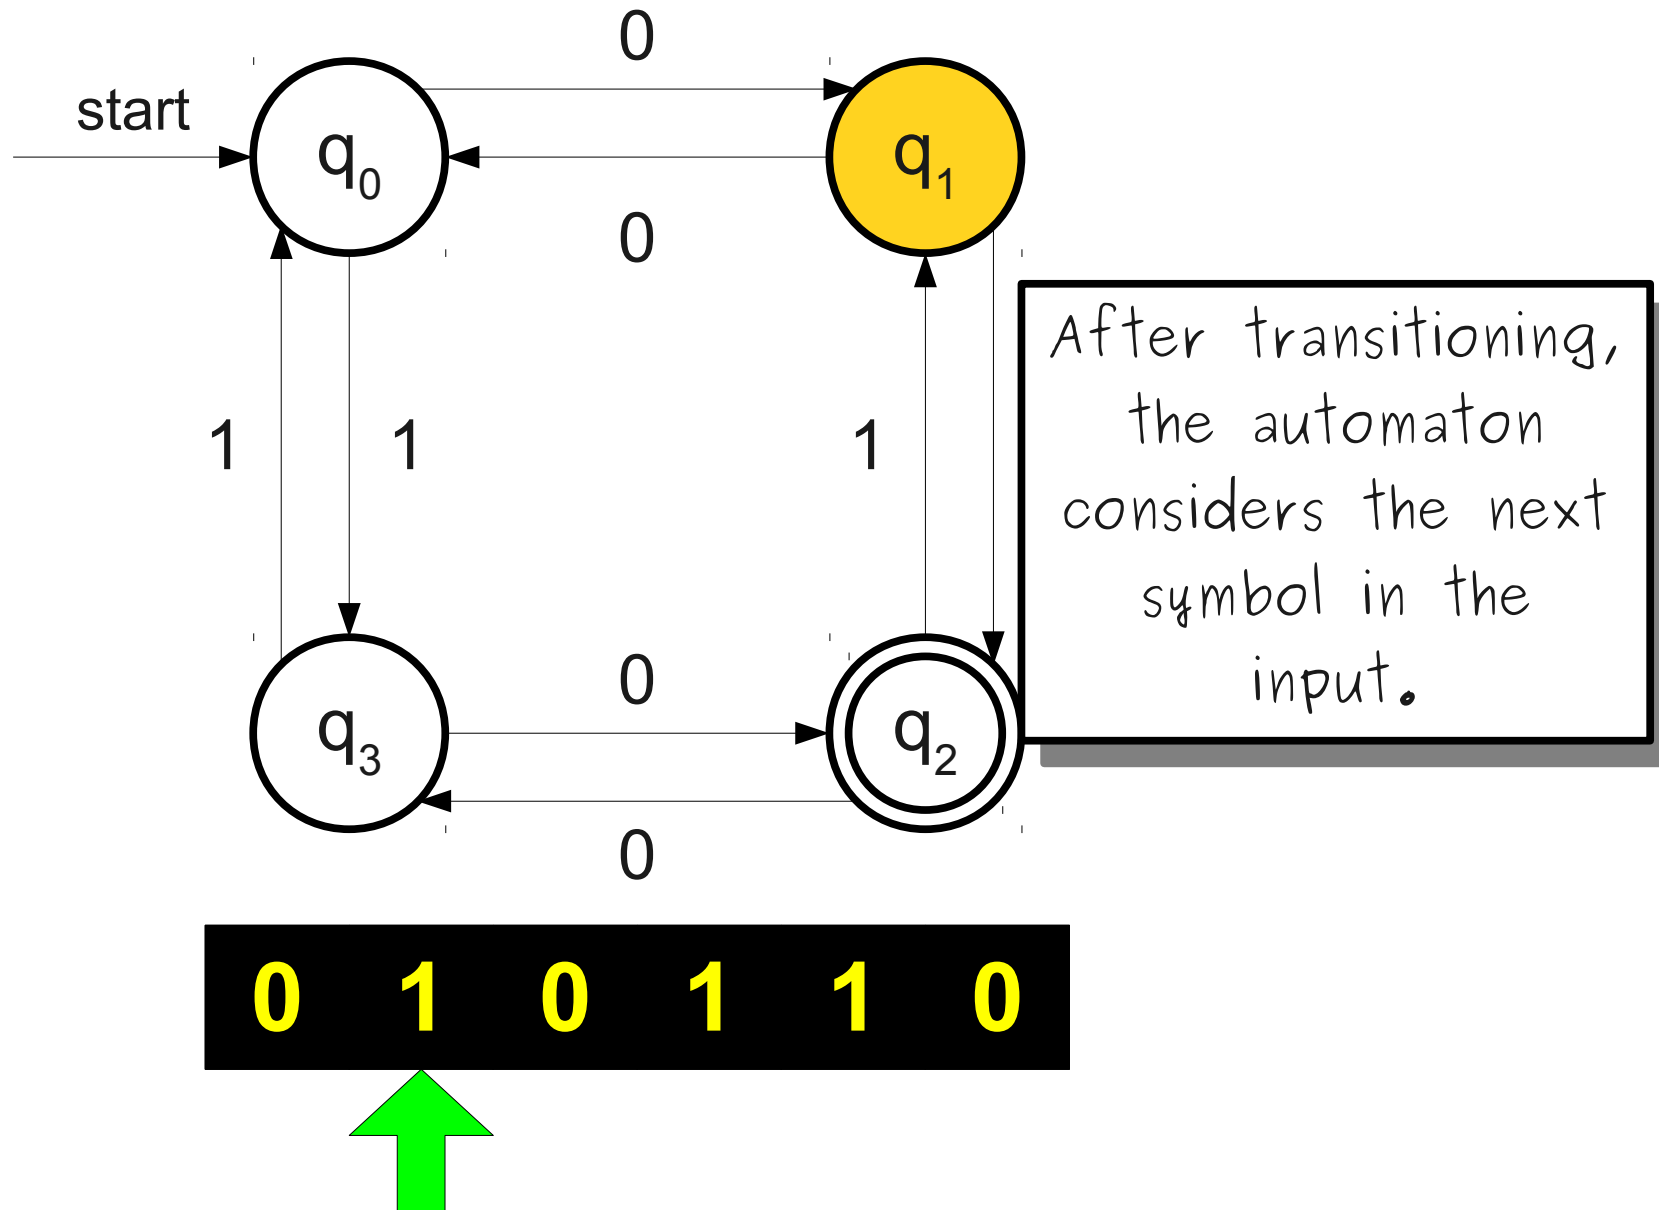 0
start
q0
q1
0
After transitioning,
the automaton
considers the next
symbol in the
input.
1
1
1
0
q3
q2
0
0 1 0 1 1 0